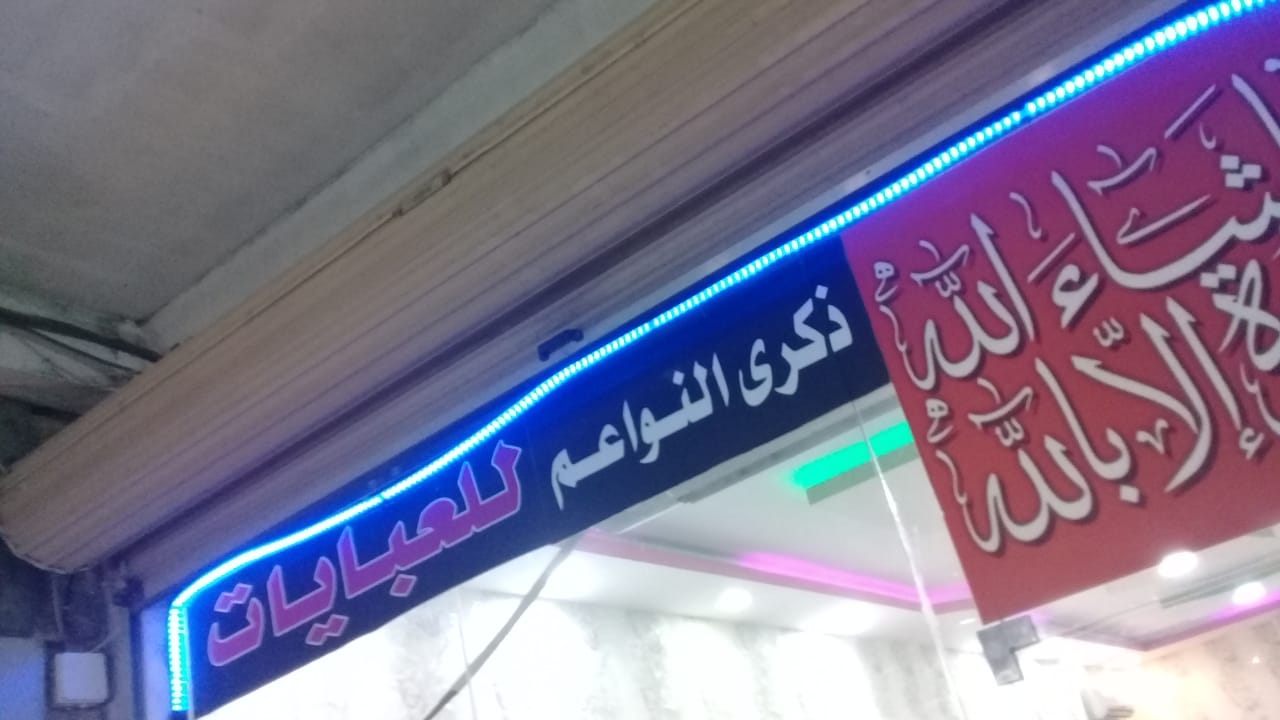 ذكرى النواعم للعبايات
شاء الله
إلا بالله